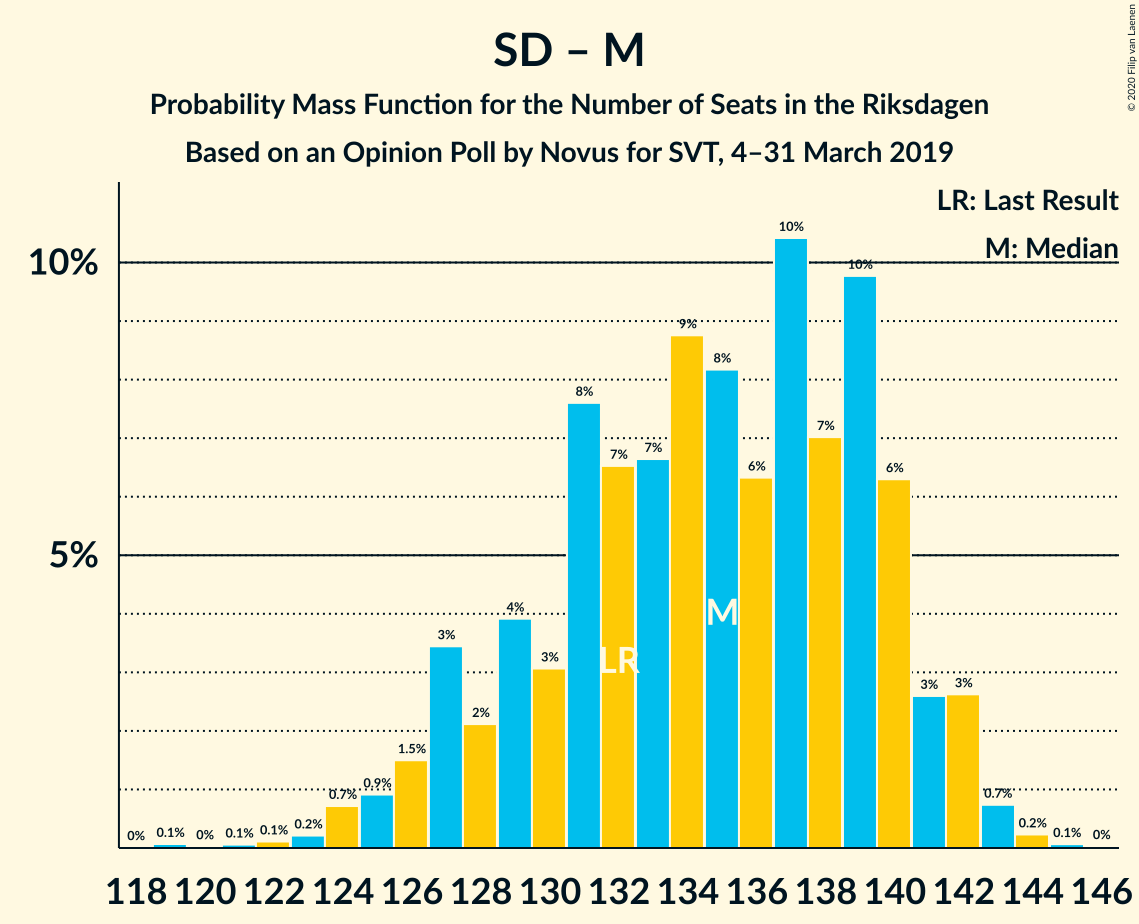 SD – M
Probability Mass Function for the Number of Seats in the Riksdagen
Based on an Opinion Poll by Novus for SVT, 4–31 March 2019
© 2020 Filip van Laenen
LR: Last Result
M: Median
10%
5%
0% 0.1% 0% 0.1% 0.1% 0.2% 0.7% 0.9% 1.5% 3% 2% 4% 3% 8% 7% 7% 9% 8% 6% 10% 7% 10% 6% 3% 3% 0.7% 0.2% 0.1% 0%
LR
M
118 120 122 124 126 128 130 132 134 136 138 140 142 144 146